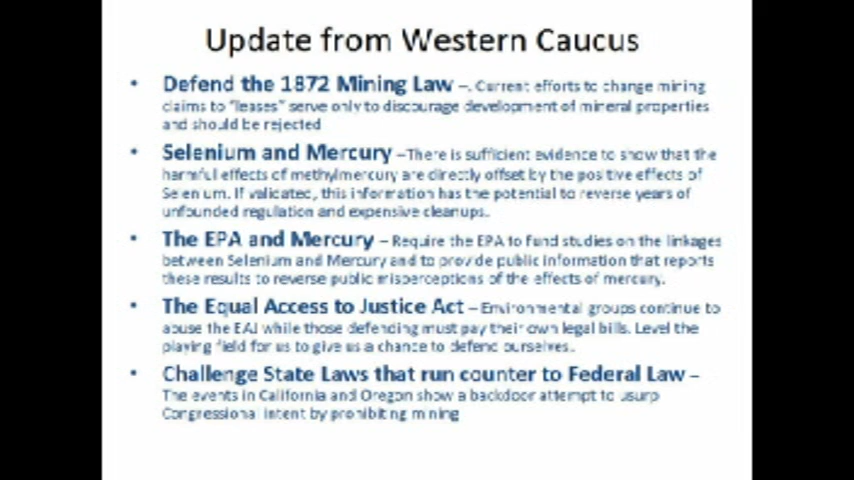 Update from Western Caucus
• Defend the 1872 Mining Law –. Current efforts to change mining
claims to "leases" serve only to discourage development of mineral properties
and should be rejected
• Selenium and Mercury –There is sufficient evidence to show that the
harmful effects of methylmercury are directly offset by the positive effects of
Selenium. If validated, this information has the potential to reverse years of
unfounded regulation and expensive cleanups.
• The EPA and Mercury – Require the EPA to fund studies on the linkages
between Selenium and Mercury and to provide public information that reports
these results to reverse public misperceptions of the effects of mercury.
• The Equal Access to Justice Act – Environmental groups continue to
abuse the EAJ while those defending must pay their own legal bills. Level the
playing field for us to give us a chance to defend ourselves.
• Challenge State Laws that run counter to Federal Law –
The events in California and Oregon show a backdoor attempt to usurp
Congressional intent by prohibiting mining